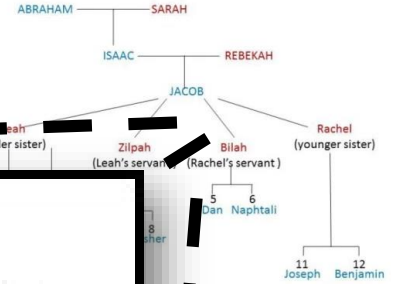 ABRAHAM SARAH
ISAAC REBEKAH
JACOB
Zilpah Bilah Rachel
(Leah's servant) (Rachel's servant) (younger sister)
5 6
Dan Naphtali
8
11 12
Joseph Benjamin